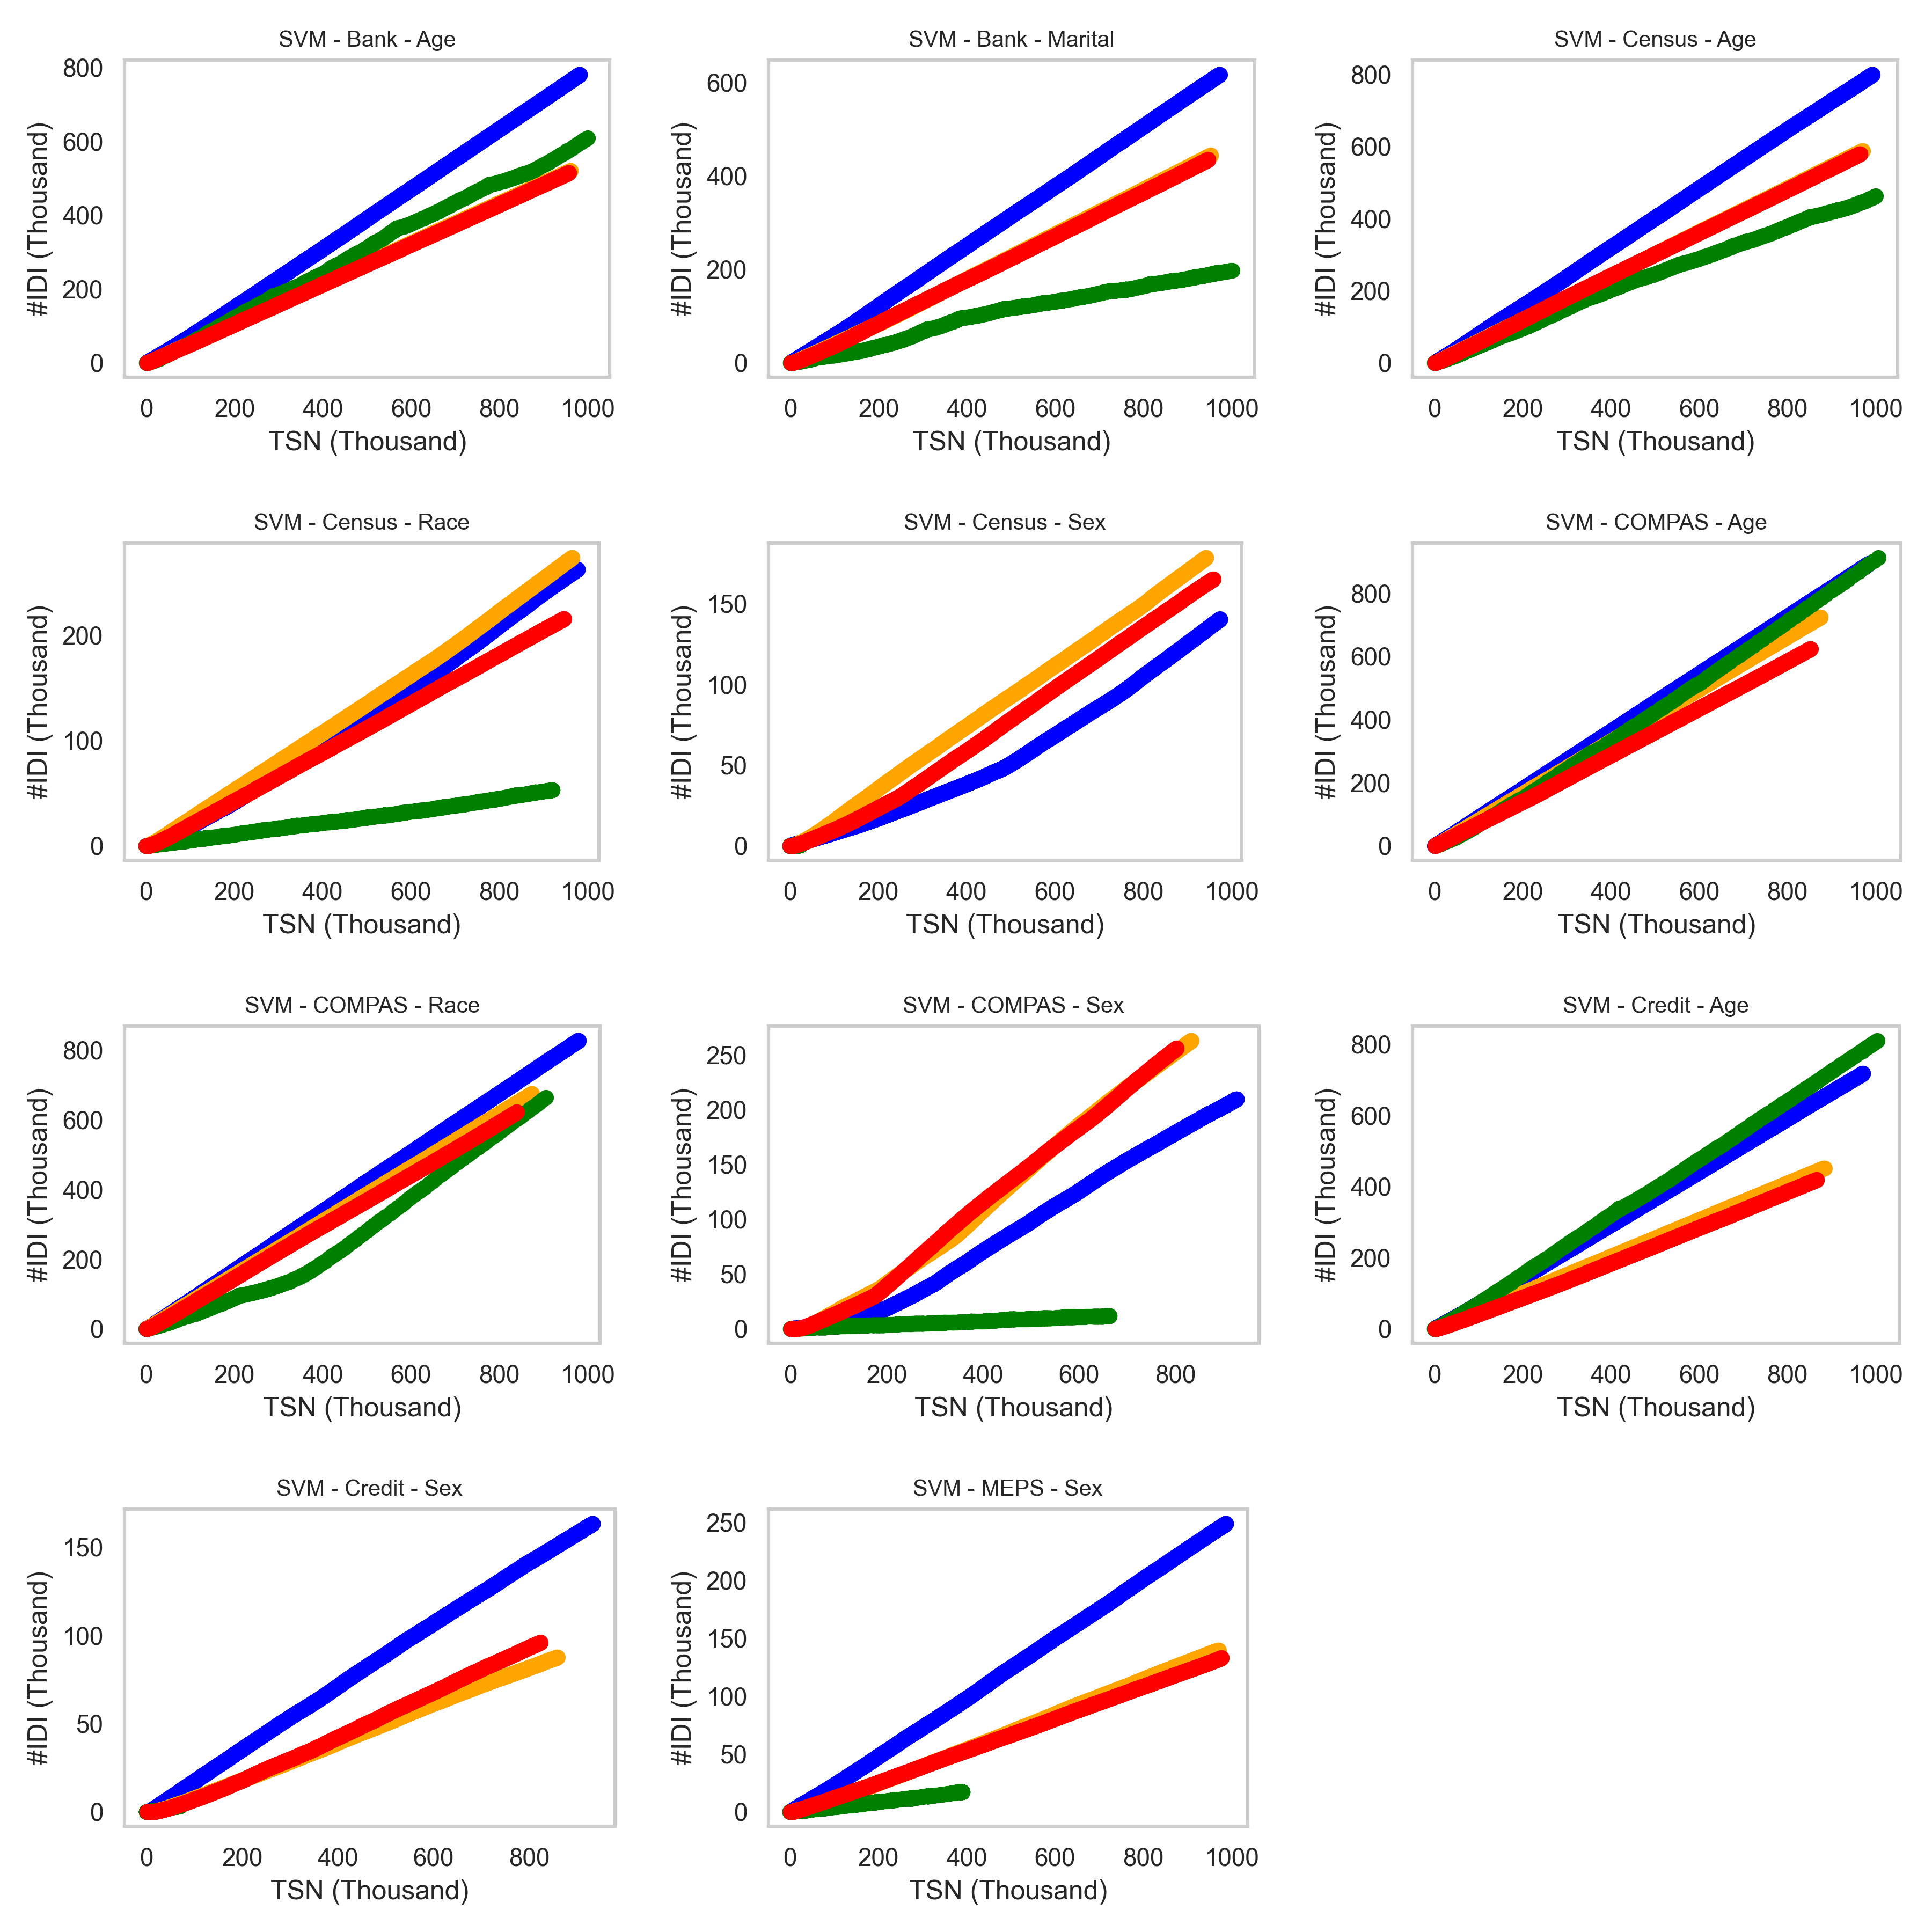 SVM - Bank - Age
800
600
400
200
0
#IDI (Thousand)
0 200 400 600 800 1000
TSN (Thousand)
SVM - Bank - Marital
600
400
200
0
#IDI (Thousand)
0 200 400 600 800 1000
TSN (Thousand)
SVM - Census - Age
800
600
400
200
0
#IDI (Thousand)
0 200 400 600 800 1000
TSN (Thousand)
SVM - Census - Race
200
100
0
#IDI (Thousand)
0 200 400 600 800 1000
TSN (Thousand)
SVM - Census - Sex
150
100
50
0
#IDI (Thousand)
0 200 400 600 800 1000
TSN (Thousand)
SVM - COMPAS - Age
800
600
400
200
0
#IDI (Thousand)
0 200 400 600 800 1000
TSN (Thousand)
SVM - COMPAS - Race
800
600
400
200
0
#IDI (Thousand)
0 200 400 600 800 1000
TSN (Thousand)
SVM - COMPAS - Sex
250
200
150
100
50
0
#IDI (Thousand)
0 200 400 600 800
TSN (Thousand)
SVM - Credit - Age
800
600
400
200
0
#IDI (Thousand)
0 200 400 600 800 1000
TSN (Thousand)
SVM - Credit - Sex
150
100
50
0
#IDI (Thousand)
0 200 400 600 800
TSN (Thousand)
SVM - MEPS - Sex
250
200
150
100
50
0
#IDI (Thousand)
0 200 400 600 800 1000
TSN (Thousand)